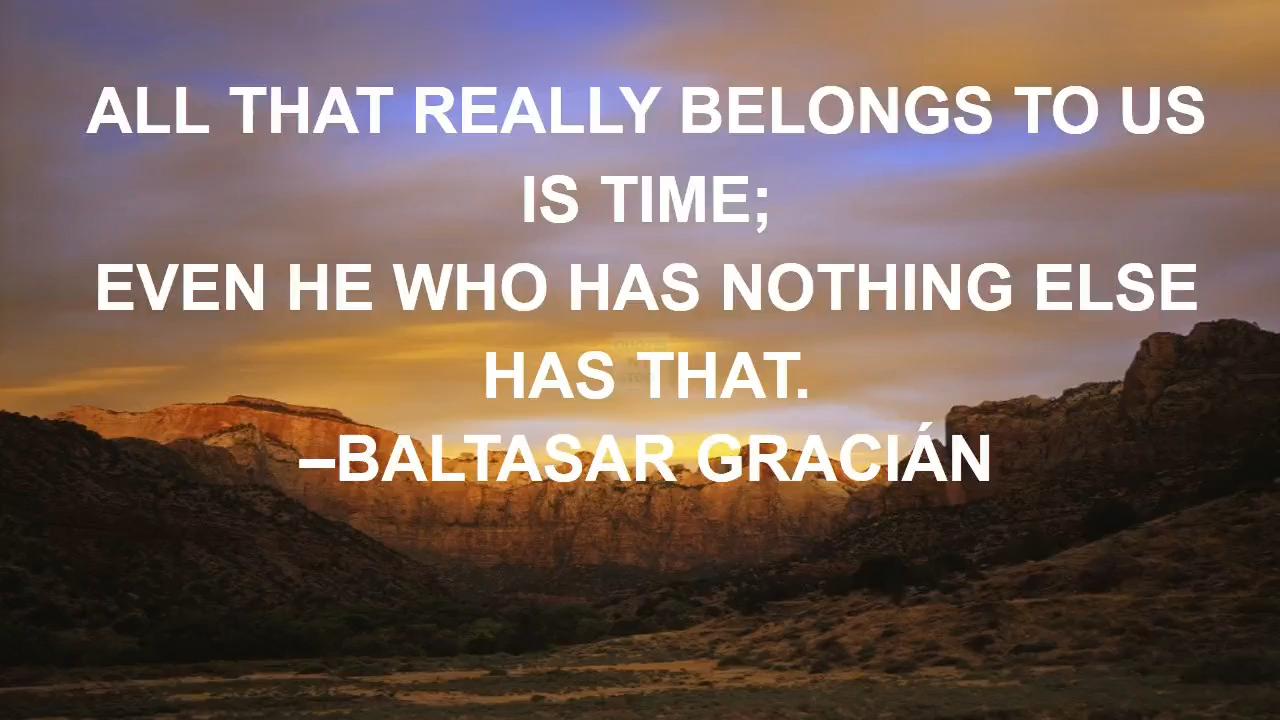 ALL THAT REALLY BELONGS TO US
IS TIME;
EVEN HE WHO HAS NOTHING ELSE
HAS THAT.
–BALTASAR GRACIÁN